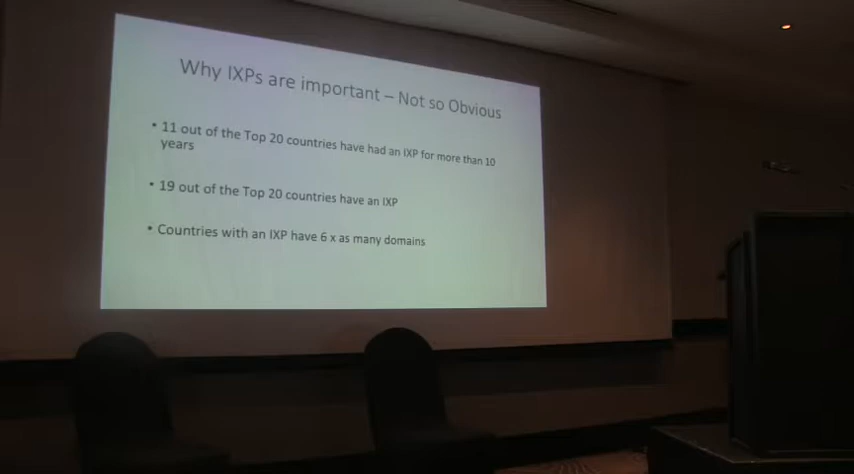 Why IXPs are important – Not so Obvious
• 11 out of the Top 20 countries have had an IXP for more than 10
years
• 19 out of the Top 20 countries have an IXP
• Countries with an IXP have 6 x as many domains